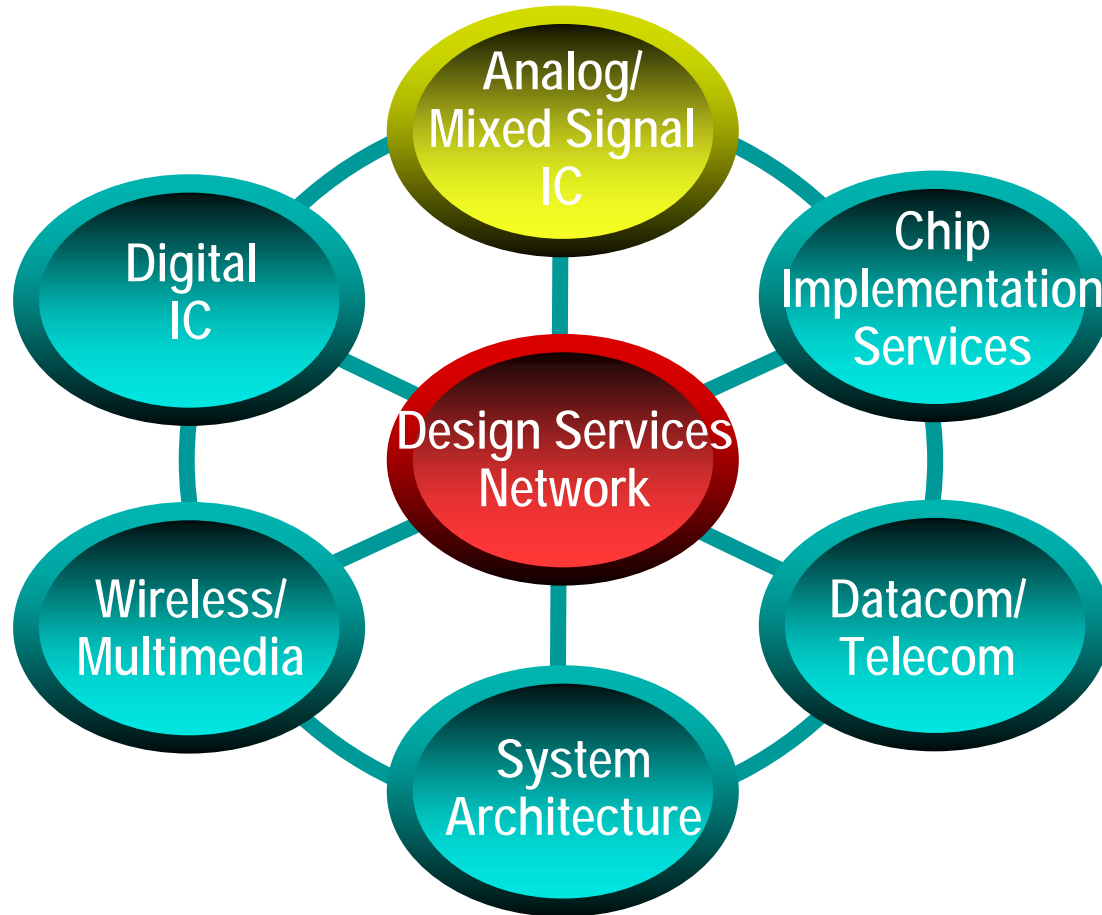 Analog/
Mixed Signal
IC
Digital
IC
Chip
Implementation
Services
Design Services
Network
Wireless/
Multimedia
Datacom/
Telecom
System
Architecture